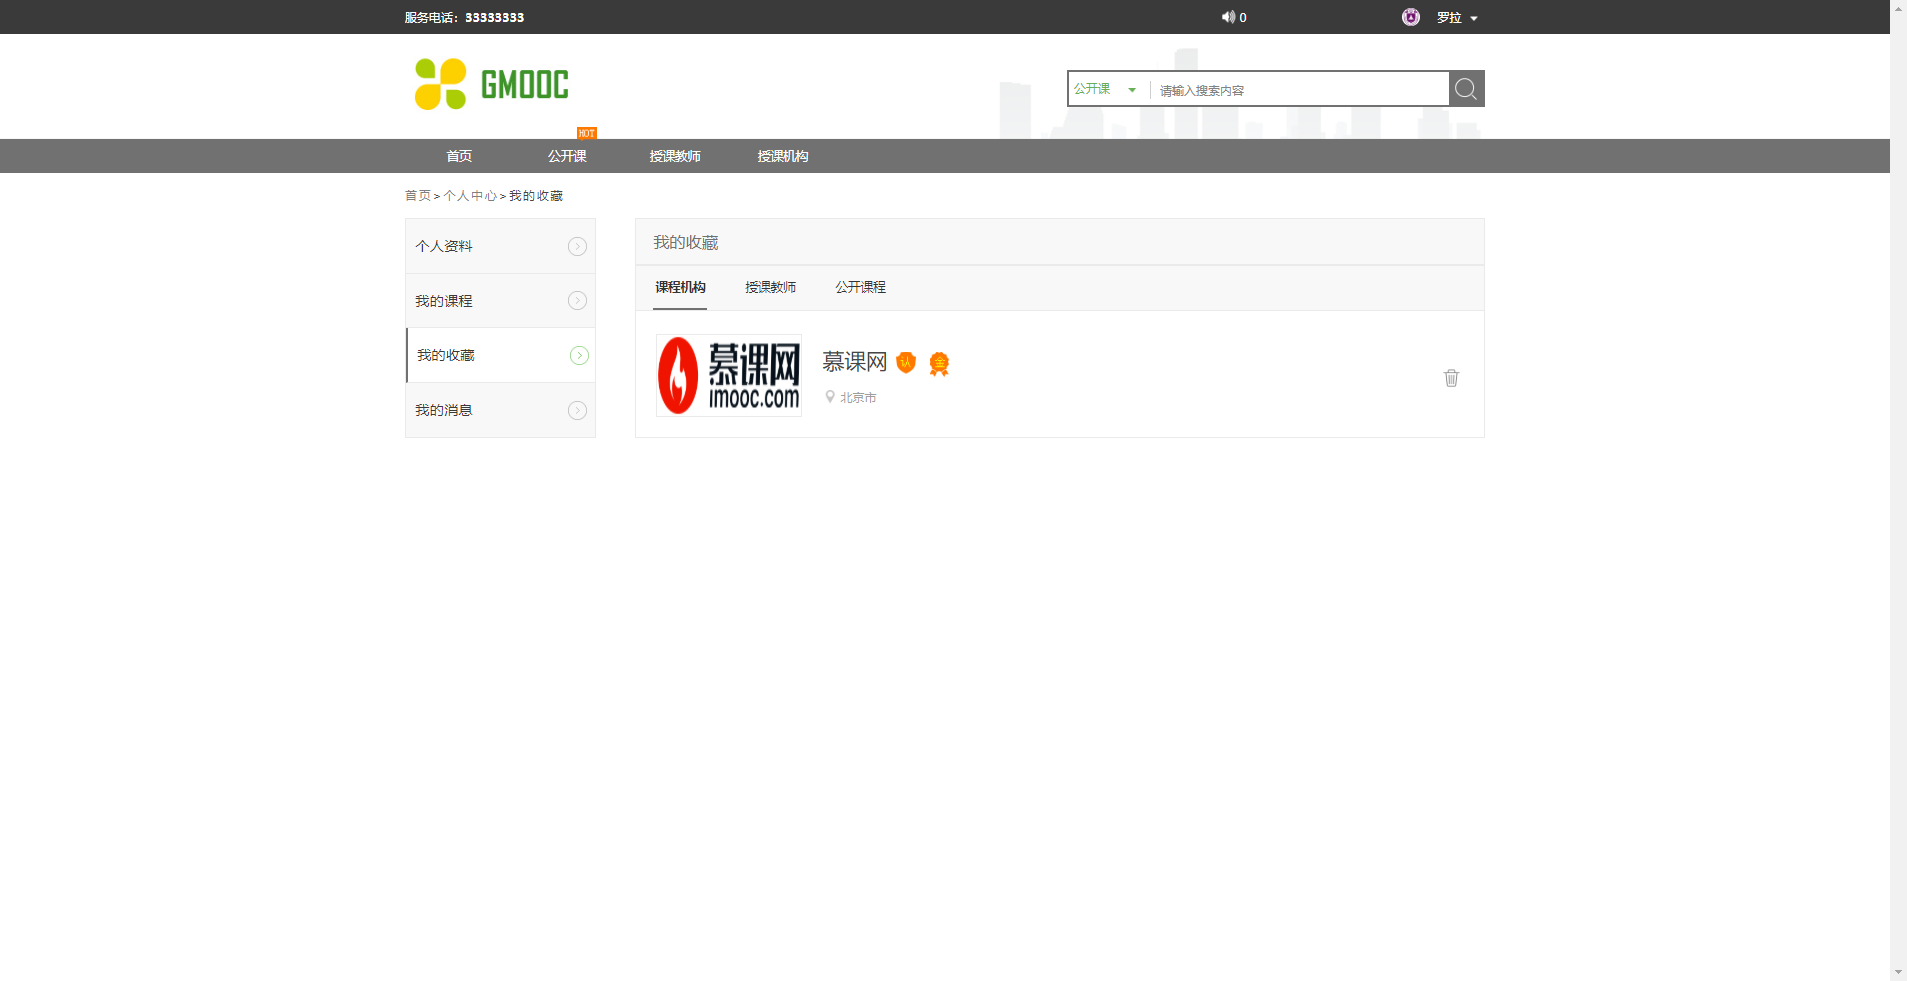 服务电话：33333333
0
罗拉
GMOOC
公开课
请输入搜索内容
HOT
首页 公开课 授课教师 授课机构
首页 > 个人中心 > 我的收藏
个人资料
我的课程
我的收藏
我的消息
我的收藏
课程机构 授课教师 公开课程
慕课网
imooc.com
慕课网 认 金
北京市